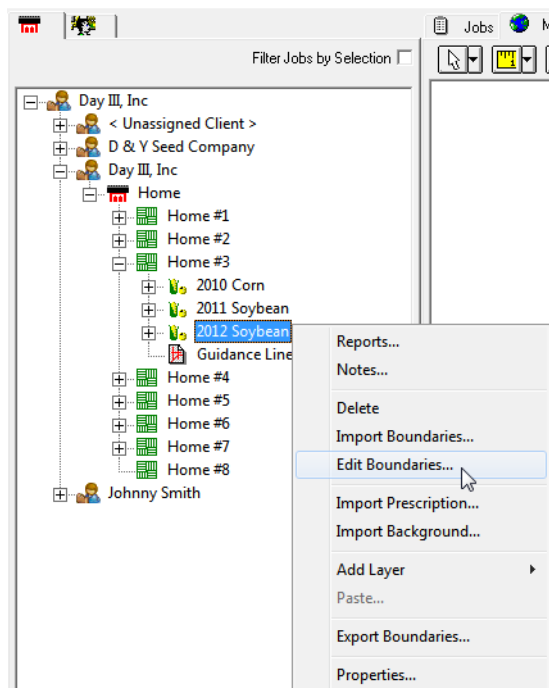 Jobs
Filter Jobs by Selection
Day III, Inc
< Unassigned Client >
D & Y Seed Company
Day III, Inc
Home
Home #1
Home #2
Home #3
2010 Corn
2011 Soybean
2012 Soybean
Guidance Line
Home #4
Home #5
Home #6
Home #7
Home #8
Johnny Smith
Reports...
Notes...
Delete
Import Boundaries...
Edit Boundaries...
Import Prescription...
Import Background...
Add Layer
Paste...
Export Boundaries...
Properties...